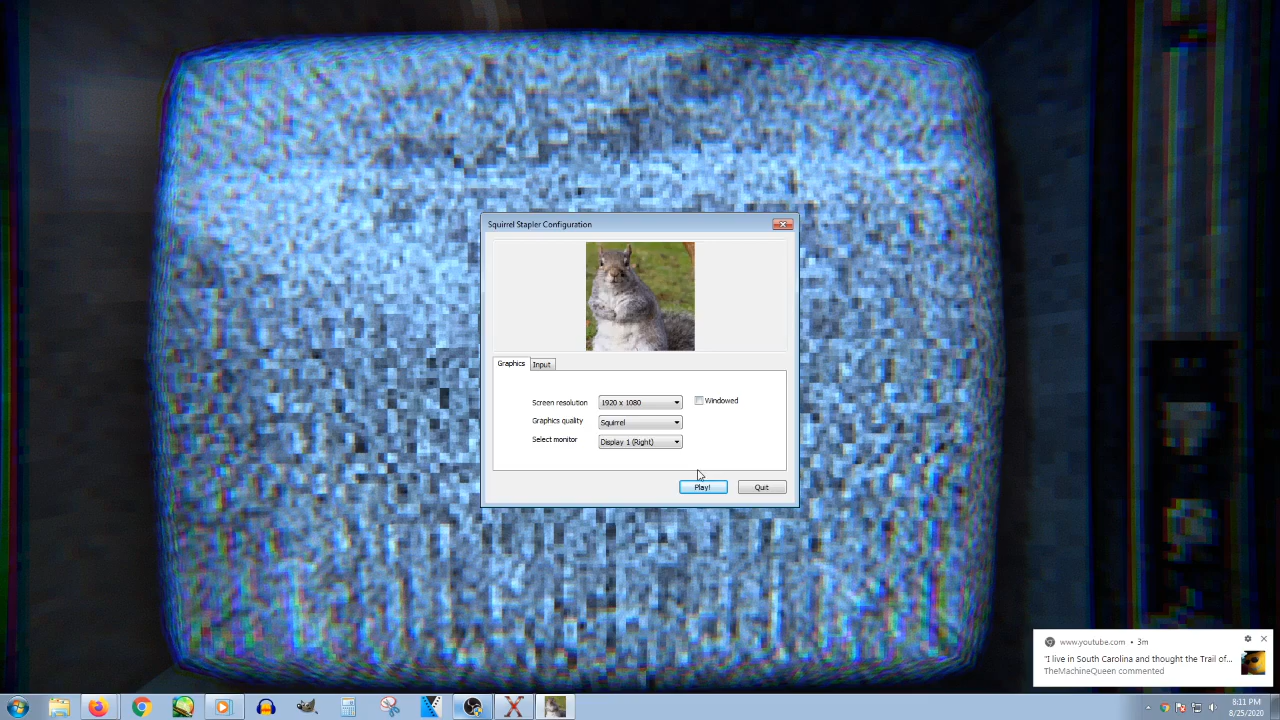 Squirrel Stapler Configuration
Graphics
Input
Screen resolution
1920 x 1080
Windowed
Graphics quality
Squirrel
Select monitor
Display 1 (Right)
Play!
Quit
www.youtube.com • 3m
"I live in South Carolina and thought the Trail of...
TheMachineQueen commented
8:11 PM
8/25/2020